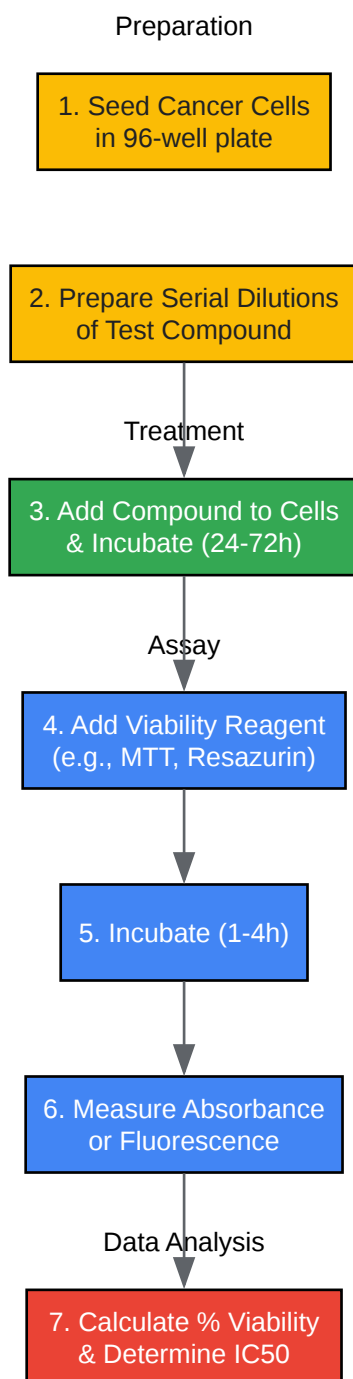 Preparation
1. Seed Cancer Cells
in 96-well plate
2. Prepare Serial Dilutions
of Test Compound
Treatment
3. Add Compound to Cells
& Incubate (24-72h)
Assay
4. Add Viability Reagent
(e.g., MTT, Resazurin)
5. Incubate (1-4h)
6. Measure Absorbance
or Fluorescence
Data Analysis
7. Calculate % Viability
& Determine IC50